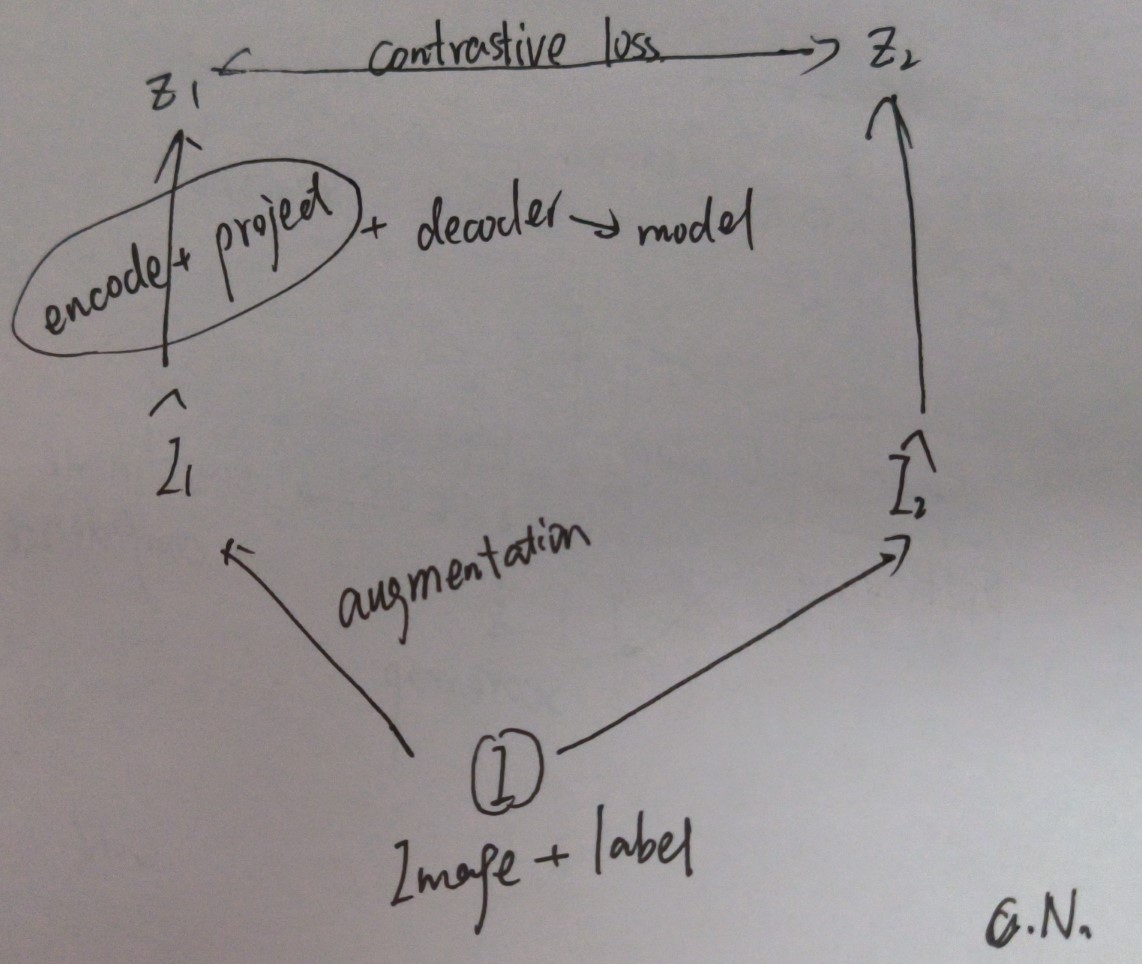 contrastive loss
z₁
z₂
encode + project + decoder → model
Î₁
Î₂
augmentation
I
Image + label
G.N.